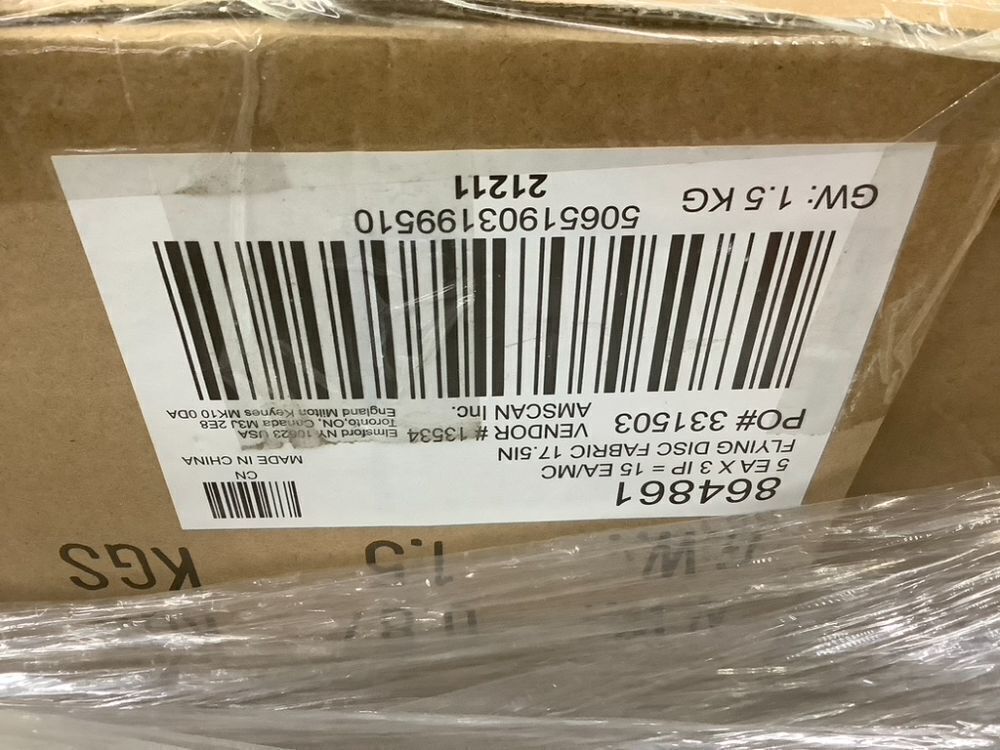 G.W: 1.5 KGS
864861
CN
5 EA X 3 IP = 15 EA/MC
MADE IN CHINA
FLYING DISC FABRIC 17.5IN
PO# 331503
VENDOR # 13534
AMSCAN Inc.
Elmsford NY 10523 USA
Toronto,ON, Canada M3J 2E8
England Milton Keynes MK10 0DA
50651903199510
21211
GW: 1.5 KG